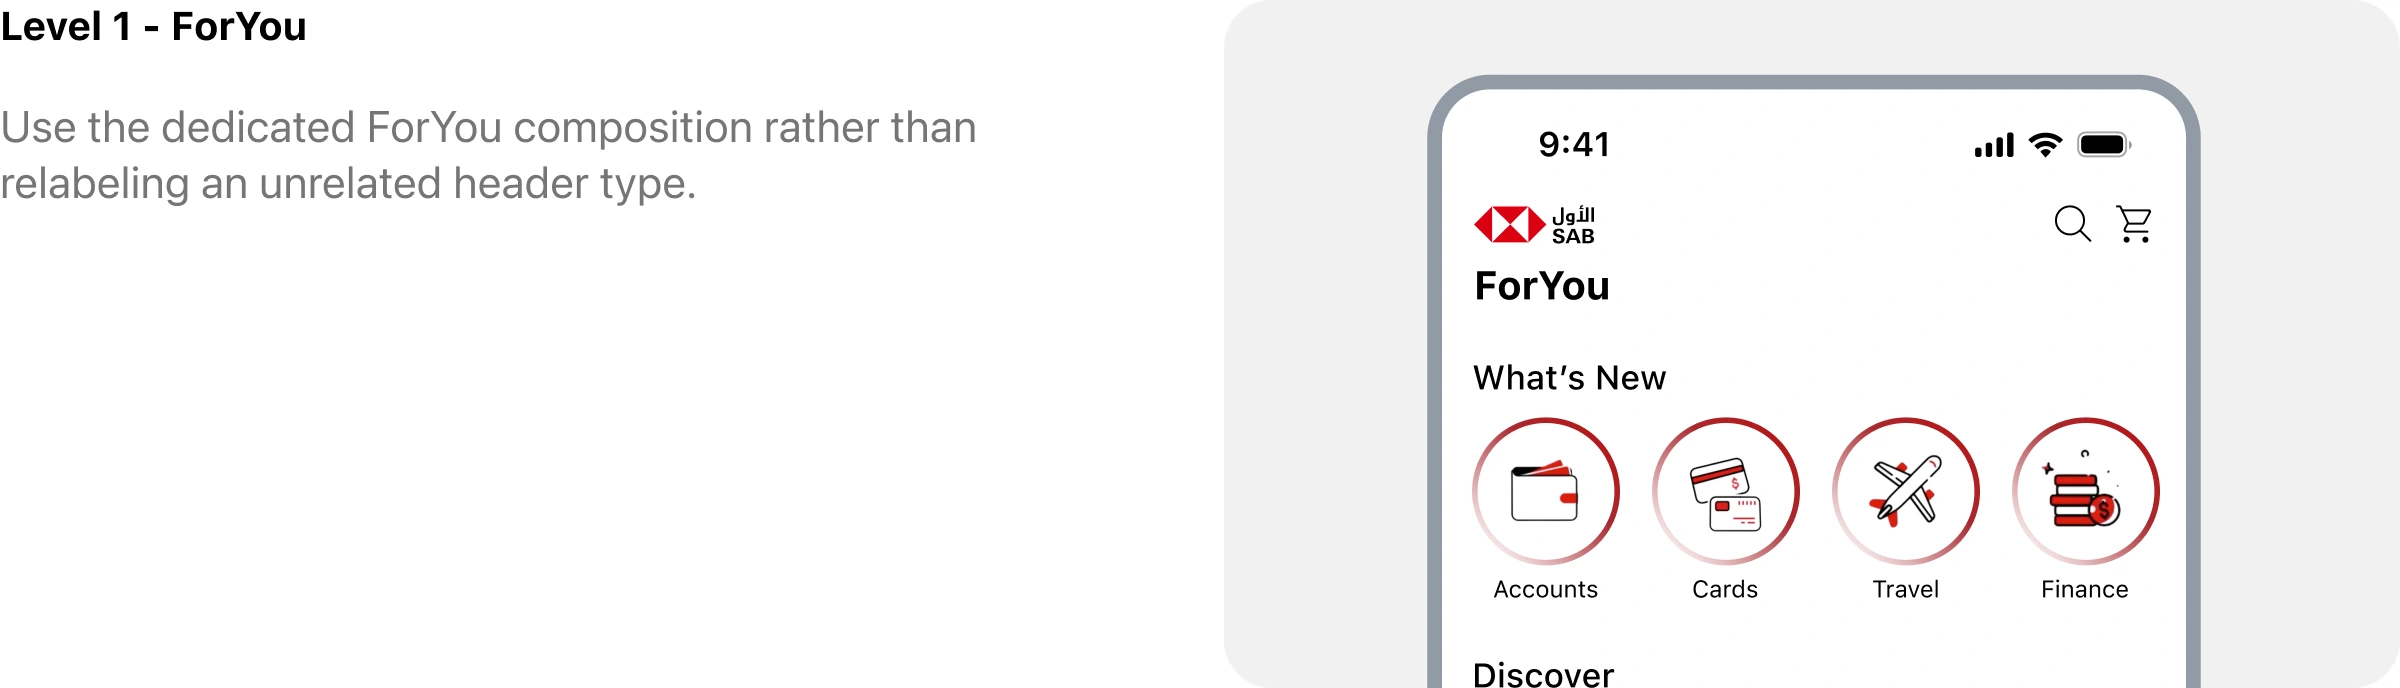 Level 1 - ForYou
Use the dedicated ForYou composition rather than
relabeling an unrelated header type.
9:41
الأول
SAB
ForYou
What’s New
Accounts
Cards
Travel
Finance
Discover